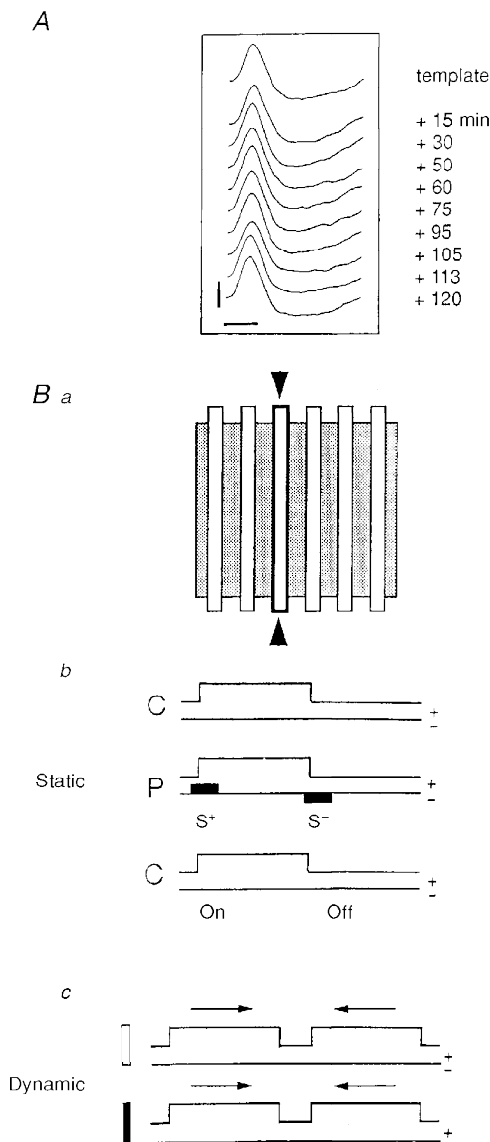 A
template
+ 15 min
+ 30
+ 50
+ 60
+ 75
+ 95
+ 105
+ 113
+ 120
B a
b
C
+
−
Static
P
+
−
S+ S−
C
+
−
On Off
c
+
−
Dynamic
+